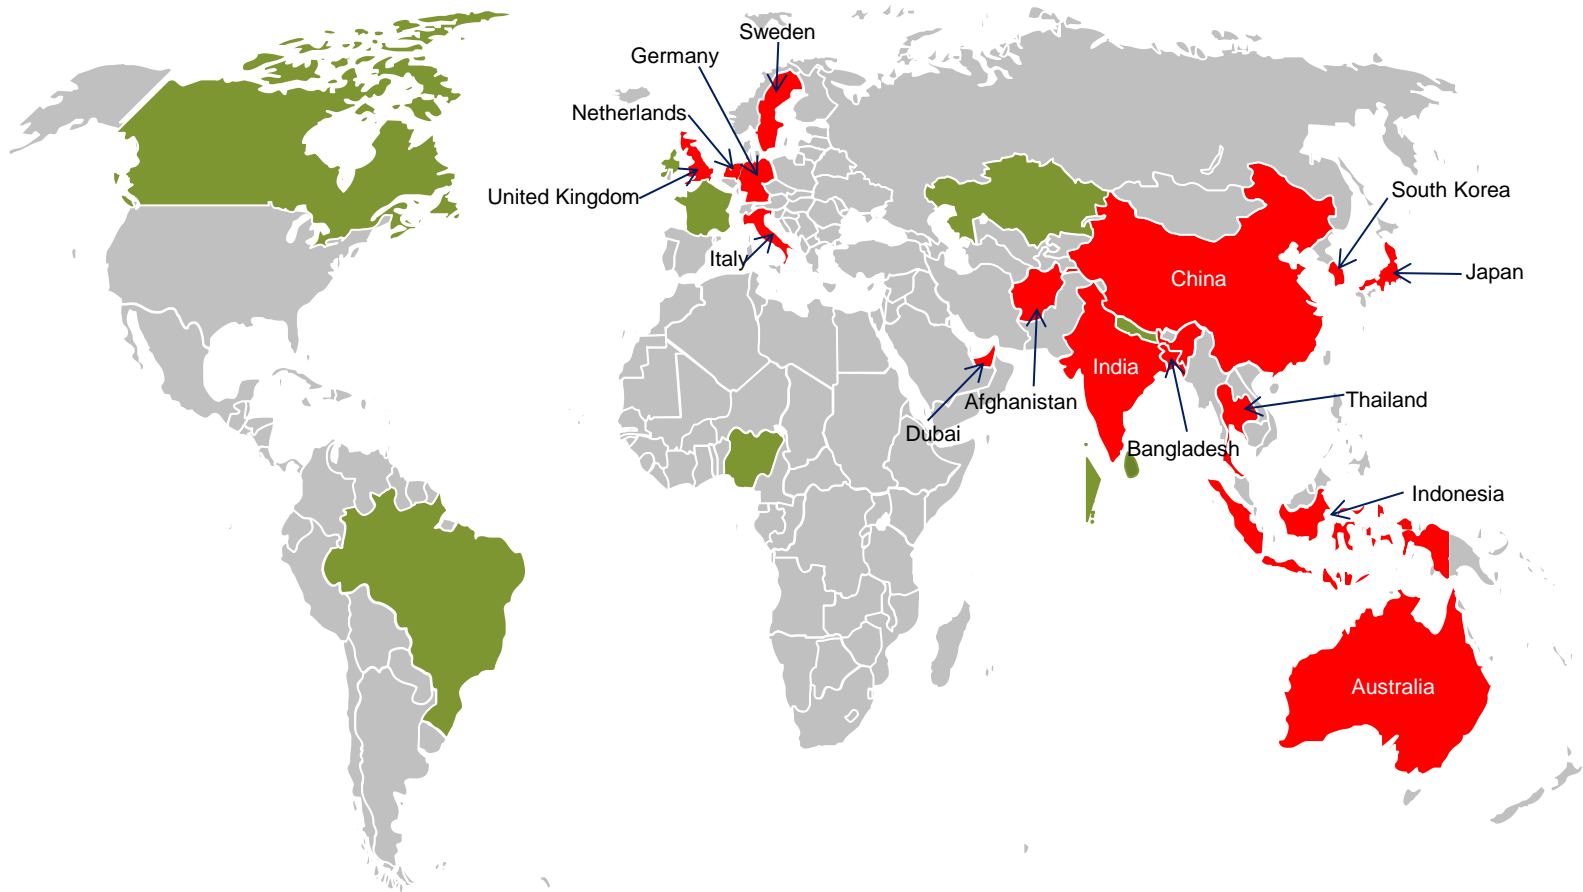 Sweden
Germany
Netherlands
United Kingdom
Italy
South Korea
China
Japan
India
Afghanistan
Thailand
Dubai
Bangladesh
Indonesia
Australia